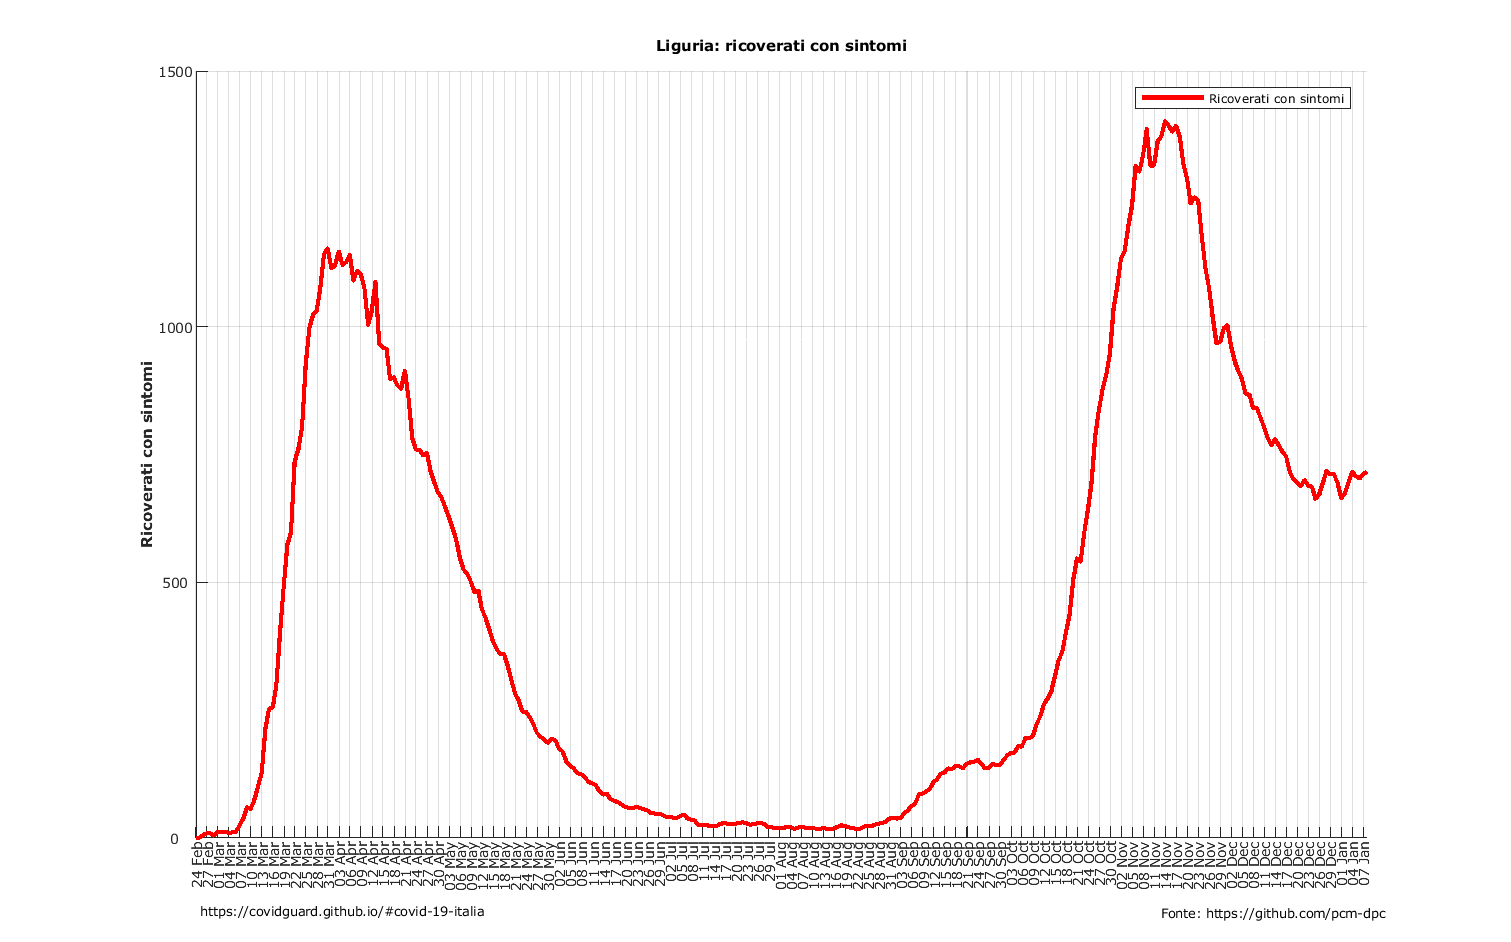 Liguria: ricoverati con sintomi
Ricoverati con sintomi
Ricoverati con sintomi
1500
1000
500
0
24 Feb
27 Feb
01 Mar
04 Mar
07 Mar
10 Mar
13 Mar
16 Mar
19 Mar
22 Mar
25 Mar
28 Mar
31 Mar
03 Apr
06 Apr
09 Apr
12 Apr
15 Apr
18 Apr
21 Apr
24 Apr
27 Apr
30 Apr
03 May
06 May
09 May
12 May
15 May
18 May
21 May
24 May
27 May
30 May
02 Jun
05 Jun
08 Jun
11 Jun
14 Jun
17 Jun
20 Jun
23 Jun
26 Jun
29 Jun
02 Jul
05 Jul
08 Jul
11 Jul
14 Jul
17 Jul
20 Jul
23 Jul
26 Jul
29 Jul
01 Aug
04 Aug
07 Aug
10 Aug
13 Aug
16 Aug
19 Aug
22 Aug
25 Aug
28 Aug
31 Aug
03 Sep
06 Sep
09 Sep
12 Sep
15 Sep
18 Sep
21 Sep
24 Sep
27 Sep
30 Sep
03 Oct
06 Oct
09 Oct
12 Oct
15 Oct
18 Oct
21 Oct
24 Oct
27 Oct
30 Oct
02 Nov
05 Nov
08 Nov
11 Nov
14 Nov
17 Nov
20 Nov
23 Nov
26 Nov
29 Nov
02 Dec
05 Dec
08 Dec
11 Dec
14 Dec
17 Dec
20 Dec
23 Dec
26 Dec
29 Dec
01 Jan
04 Jan
07 Jan
https://covidguard.github.io/#covid-19-italia
Fonte: https://github.com/pcm-dpc